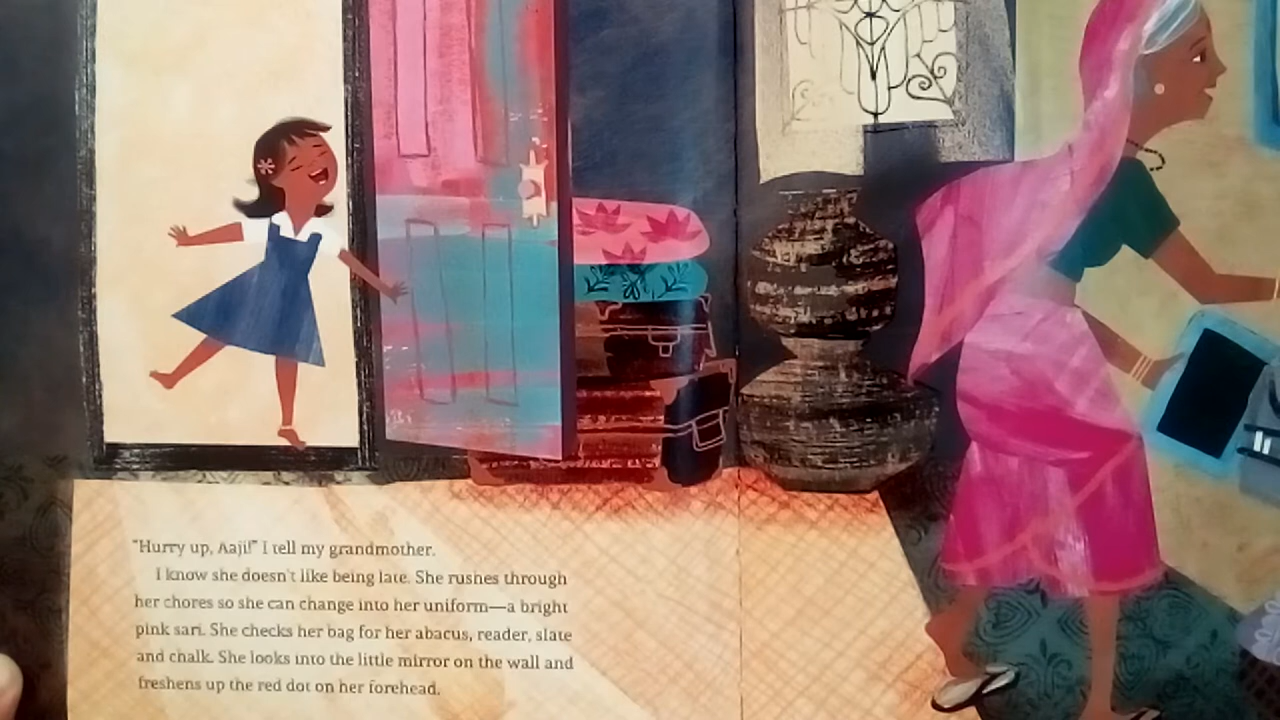 "Hurry up, Aaji!" I tell my grandmother.
I know she doesn't like being late. She rushes through
her chores so she can change into her uniform—a bright
pink sari. She checks her bag for her abacus, reader, slate
and chalk. She looks into the little mirror on the wall and
freshens up the red dot on her forehead.